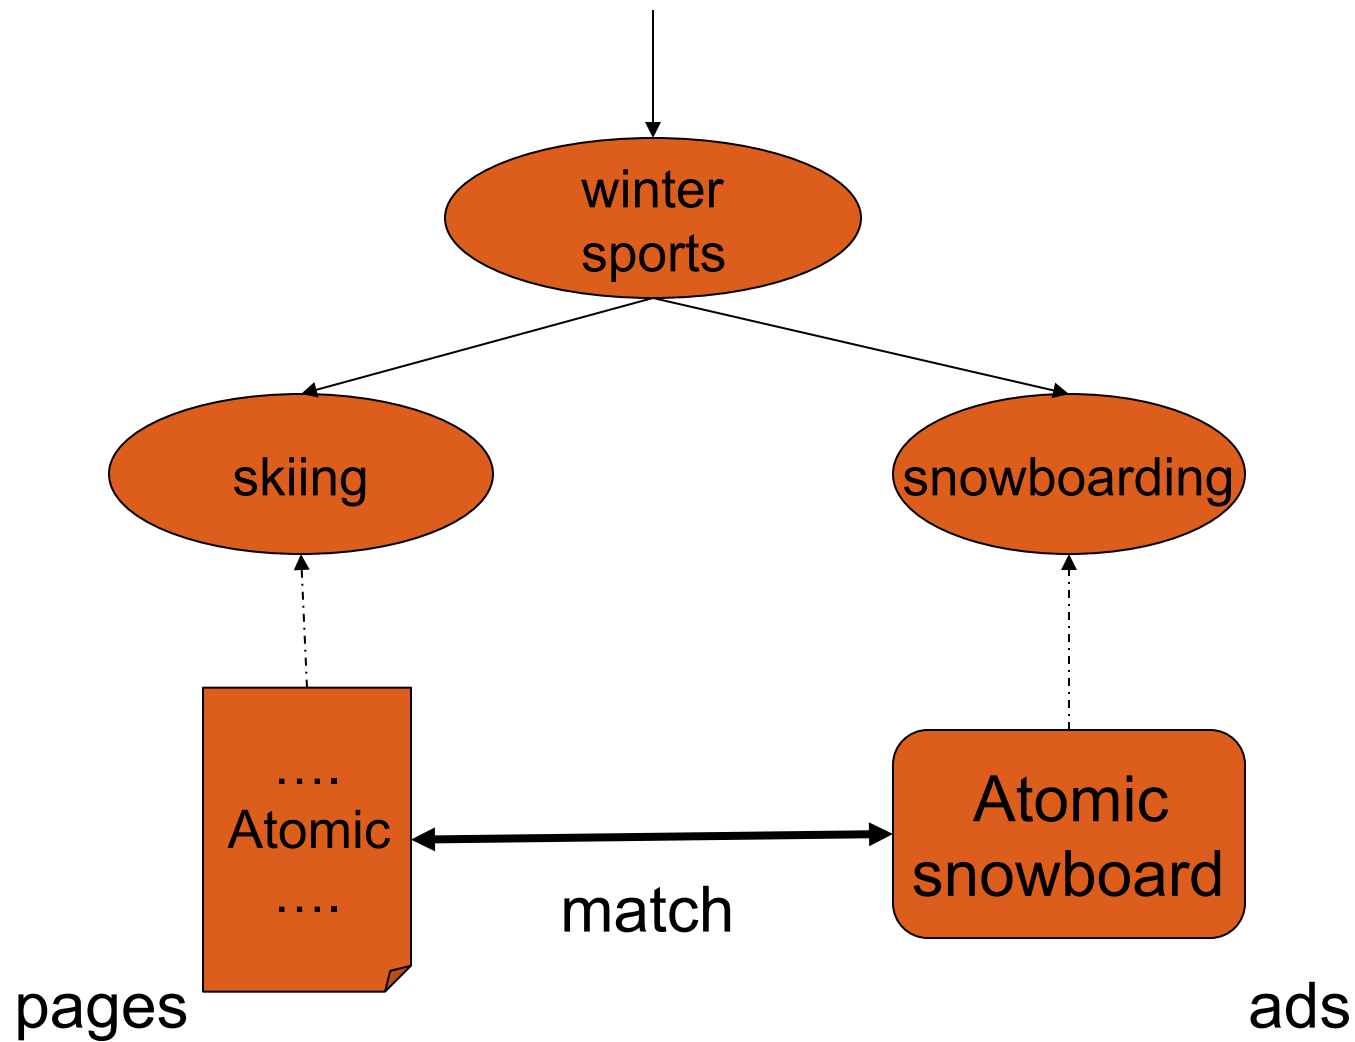 winter
sports
skiing
snowboarding
....
Atomic
....
Atomic
snowboard
match
pages
ads